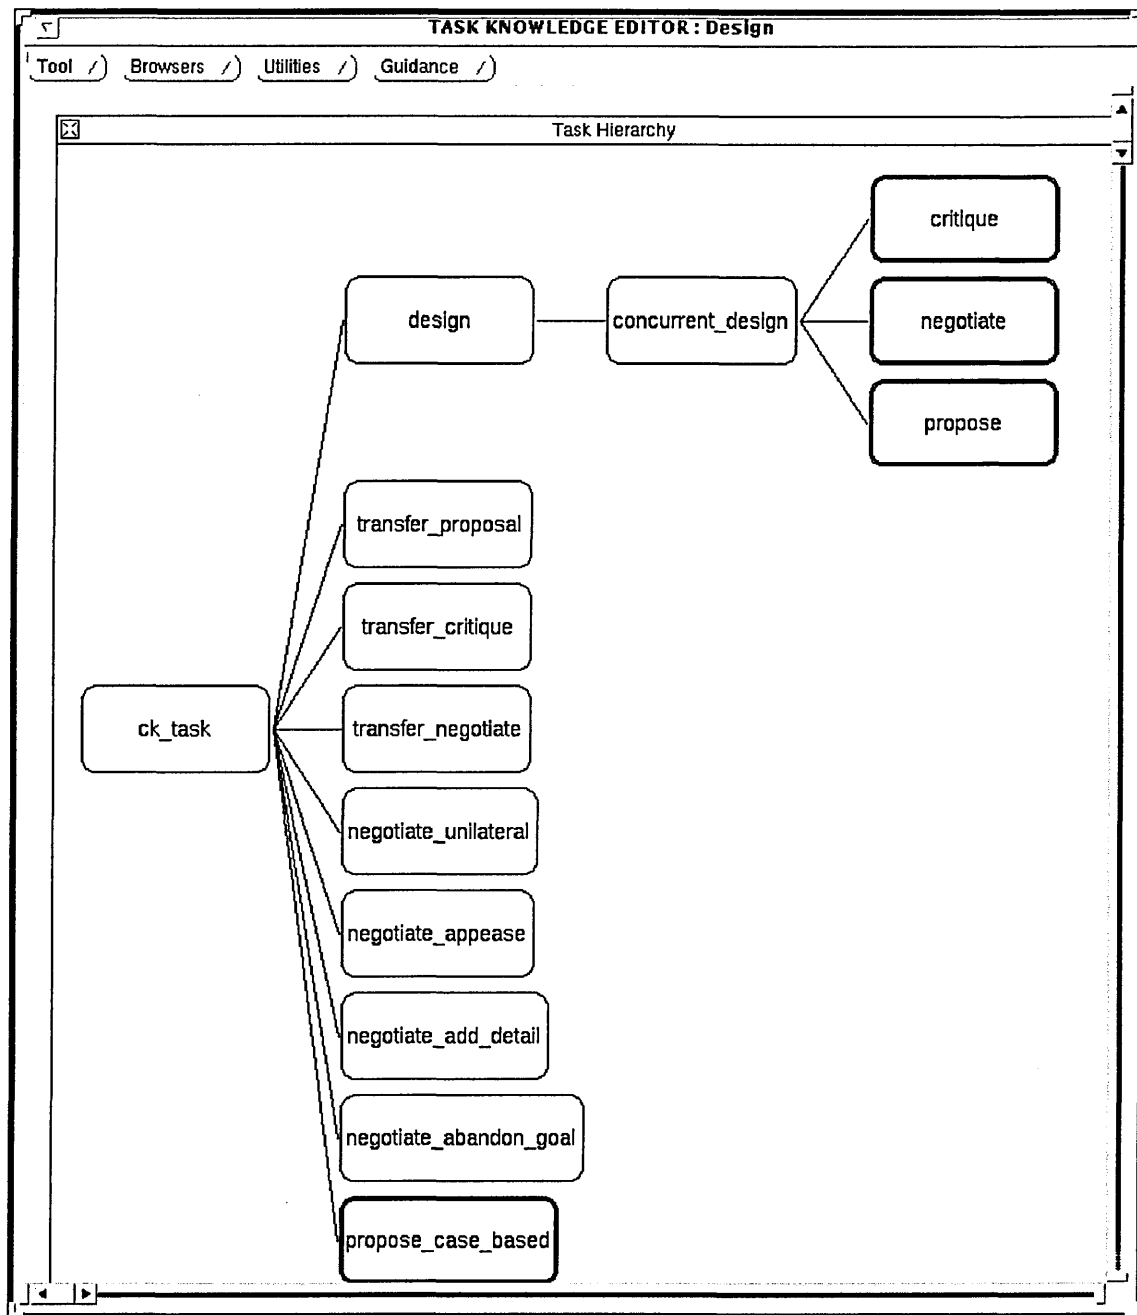 TASK KNOWLEDGE EDITOR : Design
Tool Browsers Utilities Guidance
Task Hierarchy
critique
design
concurrent_design
negotiate
propose
transfer_proposal
transfer_critique
ck_task
transfer_negotiate
negotiate_unilateral
negotiate_appease
negotiate_add_detail
negotiate_abandon_goal
propose_case_based